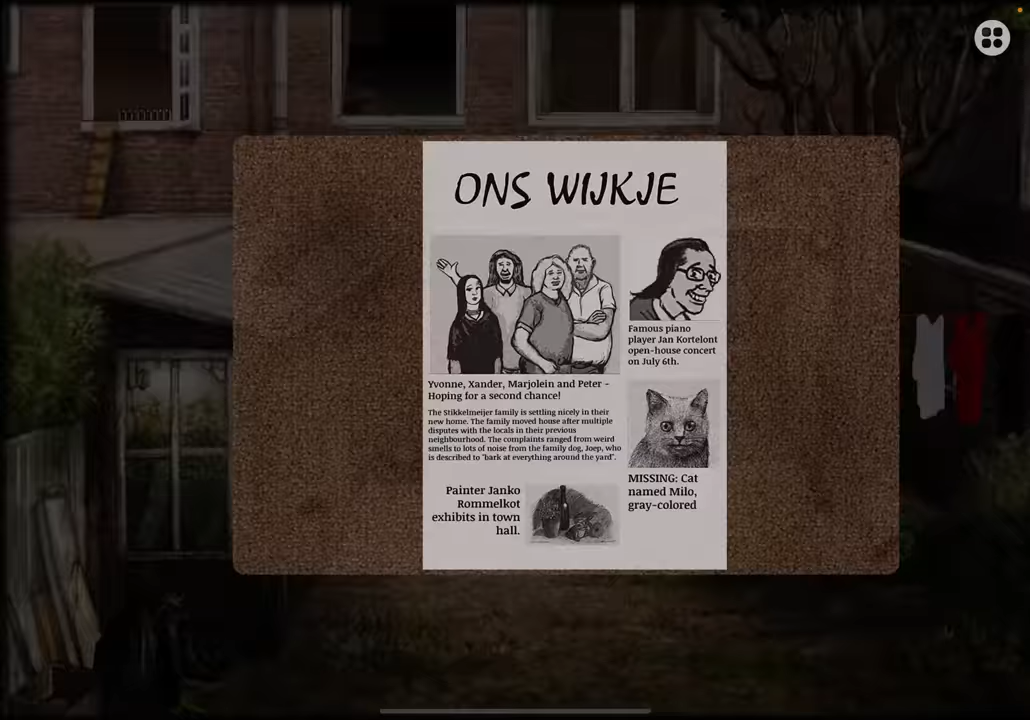 ONS WIJKJE
Yvonne, Xander, Marjolein and Peter -
Hoping for a second chance!
The Stikkelmeijer family is settling nicely in their
new home. The family moved house after multiple
disputes with the locals in their previous
neighbourhood. The complaints ranged from weird
smells to lots of noise from the family dog, Joep, who
is described to "bark at everything around the yard".
Famous piano
player Jan Kortelont
open-house concert
on July 6th.
MISSING: Cat
named Milo,
gray-colored
Painter Janko
Rommelkot
exhibits in town
hall.